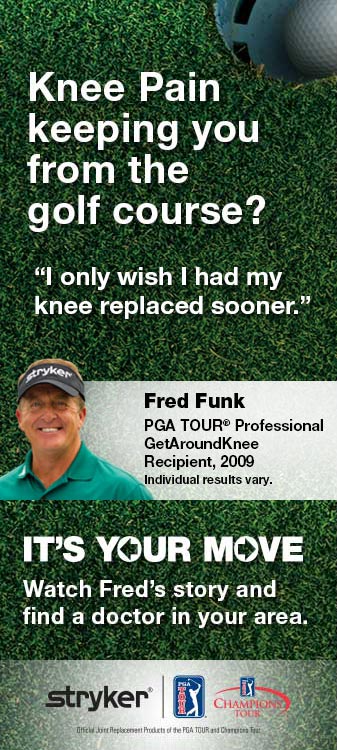 Knee Pain
keeping you
from the
golf course?
“I only wish I had my
knee replaced sooner.”
stryker
Fred Funk
PGA TOUR® Professional
GetAroundKnee
Recipient, 2009
Individual results vary.
IT'S YOUR MOVE
Watch Fred's story and
find a doctor in your area.
stryker®
PGA
TOUR
CHAMPIONS
TOUR
Official Joint Replacement Products of the PGA TOUR and Champions Tour